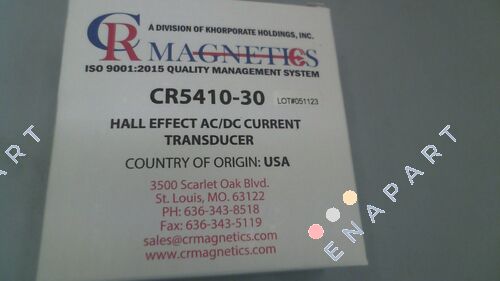 A DIVISION OF KHORPORATE HOLDINGS, INC.
CR MAGNETICS
ISO 9001:2015 QUALITY MANAGEMENT SYSTEM
CR5410-30 LOT#051123
HALL EFFECT AC/DC CURRENT
TRANSDUCER
COUNTRY OF ORIGIN: USA
3500 Scarlet Oak Blvd.
St. Louis, MO. 63122
PH: 636-343-8518
Fax: 636-343-5119
sales@crmagnetics.com
www.crmagnetics.com
ENAPART
ENAPART
ENAPART